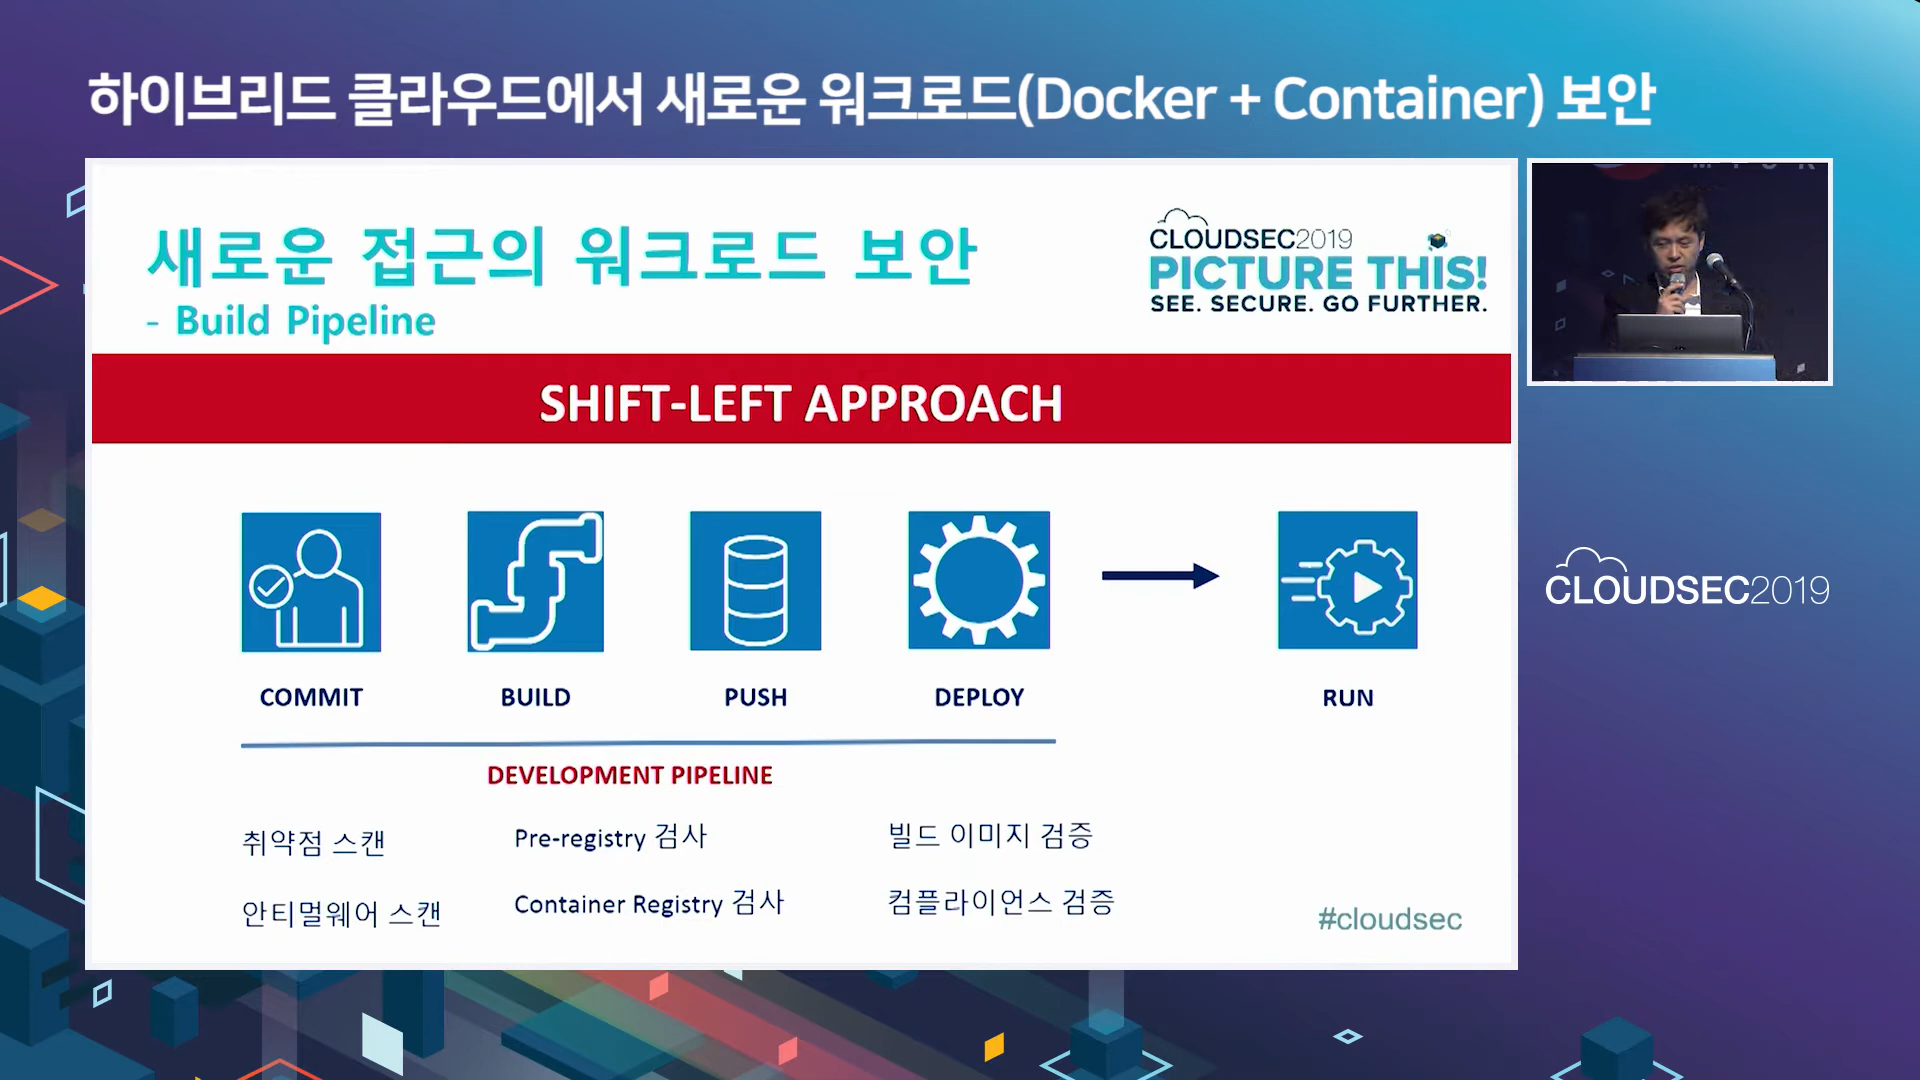 하이브리드 클라우드에서 새로운 워크로드(Docker + Container) 보안
새로운 접근의 워크로드 보안
- Build Pipeline
CLOUDSEC2019
PICTURE THIS!
SEE. SECURE. GO FURTHER.
SHIFT-LEFT APPROACH
COMMIT
BUILD
PUSH
DEPLOY
RUN
DEVELOPMENT PIPELINE
취약점 스캔
Pre-registry 검사
빌드 이미지 검증
안티멀웨어 스캔
Container Registry 검사
컴플라이언스 검증
#cloudsec
CLOUDSEC2019